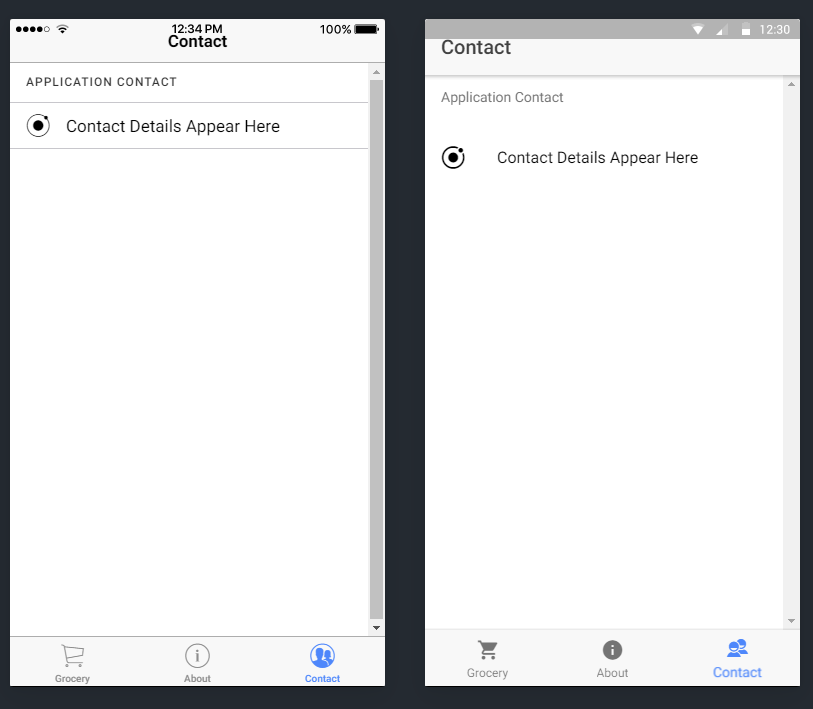 12:34 PM
100%
Contact
APPLICATION CONTACT
Contact Details Appear Here
Grocery
About
Contact
12:30
Contact
Application Contact
Contact Details Appear Here
Grocery
About
Contact